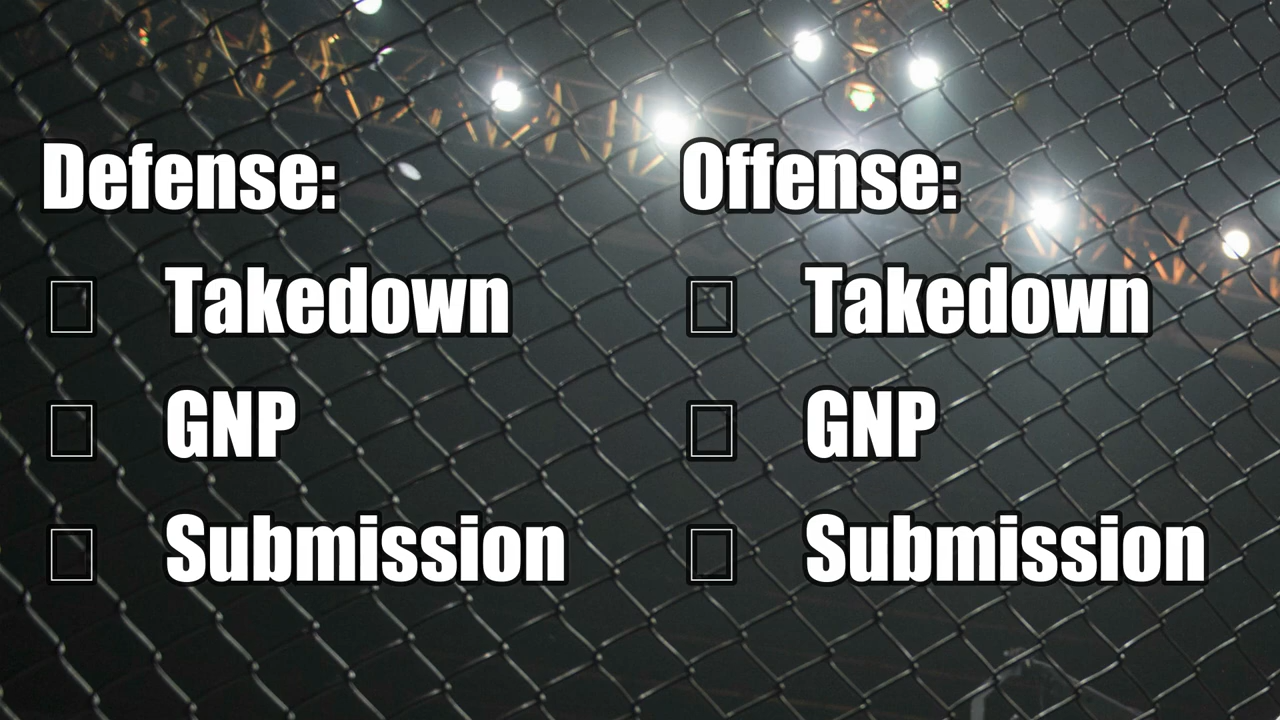 Defense:
Takedown
GNP
Submission
Offense:
Takedown
GNP
Submission